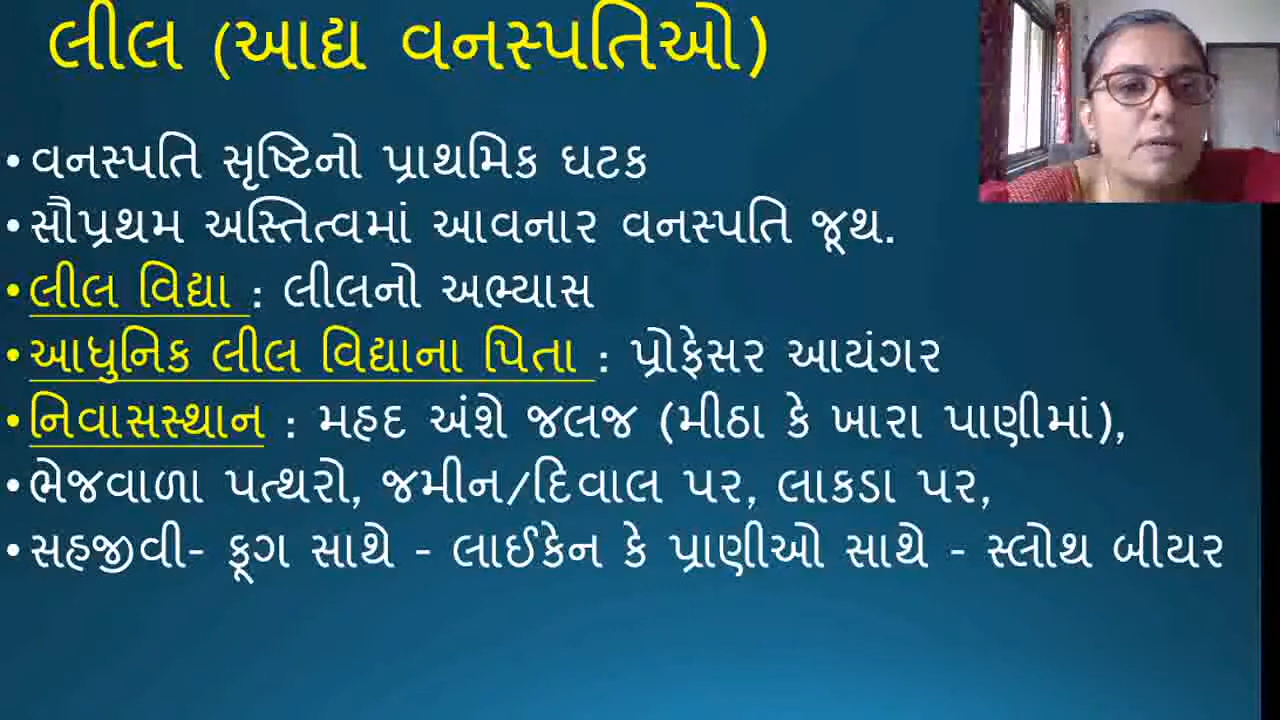 લીલ (આદ્ય વનસ્પતિઓ)
• વનસ્પતિ સૃષ્ટિનો પ્રાથમિક ઘટક
• સૌપ્રથમ અસ્તિત્વમાં આવનાર વનસ્પતિ જૂથ.
• લીલ વિદ્યા : લીલનો અભ્યાસ
• આધુનિક લીલ વિદ્યાના પિતા : પ્રોફેસર આયંગર
• નિવાસસ્થાન : મહદ અંશે જલજ (મીઠા કે ખારા પાણીમાં),
• ભેજવાળા પત્થરો, જમીન/દિવાલ પર, લાકડા પર,
• સહજીવી- ફૂગ સાથે - લાઈકેન કે પ્રાણીઓ સાથે - સ્લોથ બીયર